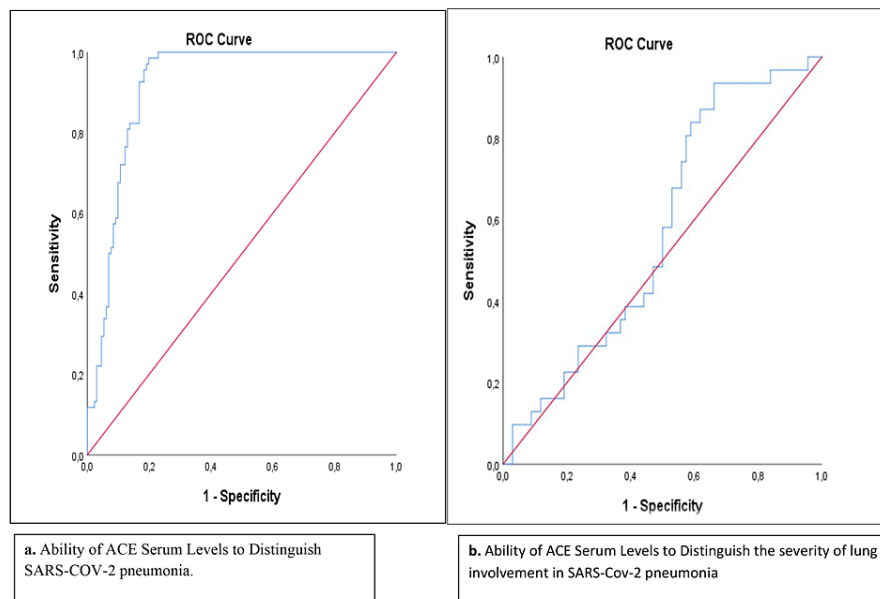 ROC Curve
1,0
0,8
0,6
0,4
0,2
0,0
Sensitivity
0,0 0,2 0,4 0,6 0,8 1,0
1 - Specificity
a. Ability of ACE Serum Levels to Distinguish
SARS-COV-2 pneumonia.
ROC Curve
1,0
0,8
0,6
0,4
0,2
0,0
Sensitivity
0,0 0,2 0,4 0,6 0,8 1,0
1 - Specificity
b. Ability of ACE Serum Levels to Distinguish the severity of lung
involvement in SARS-Cov-2 pneumonia